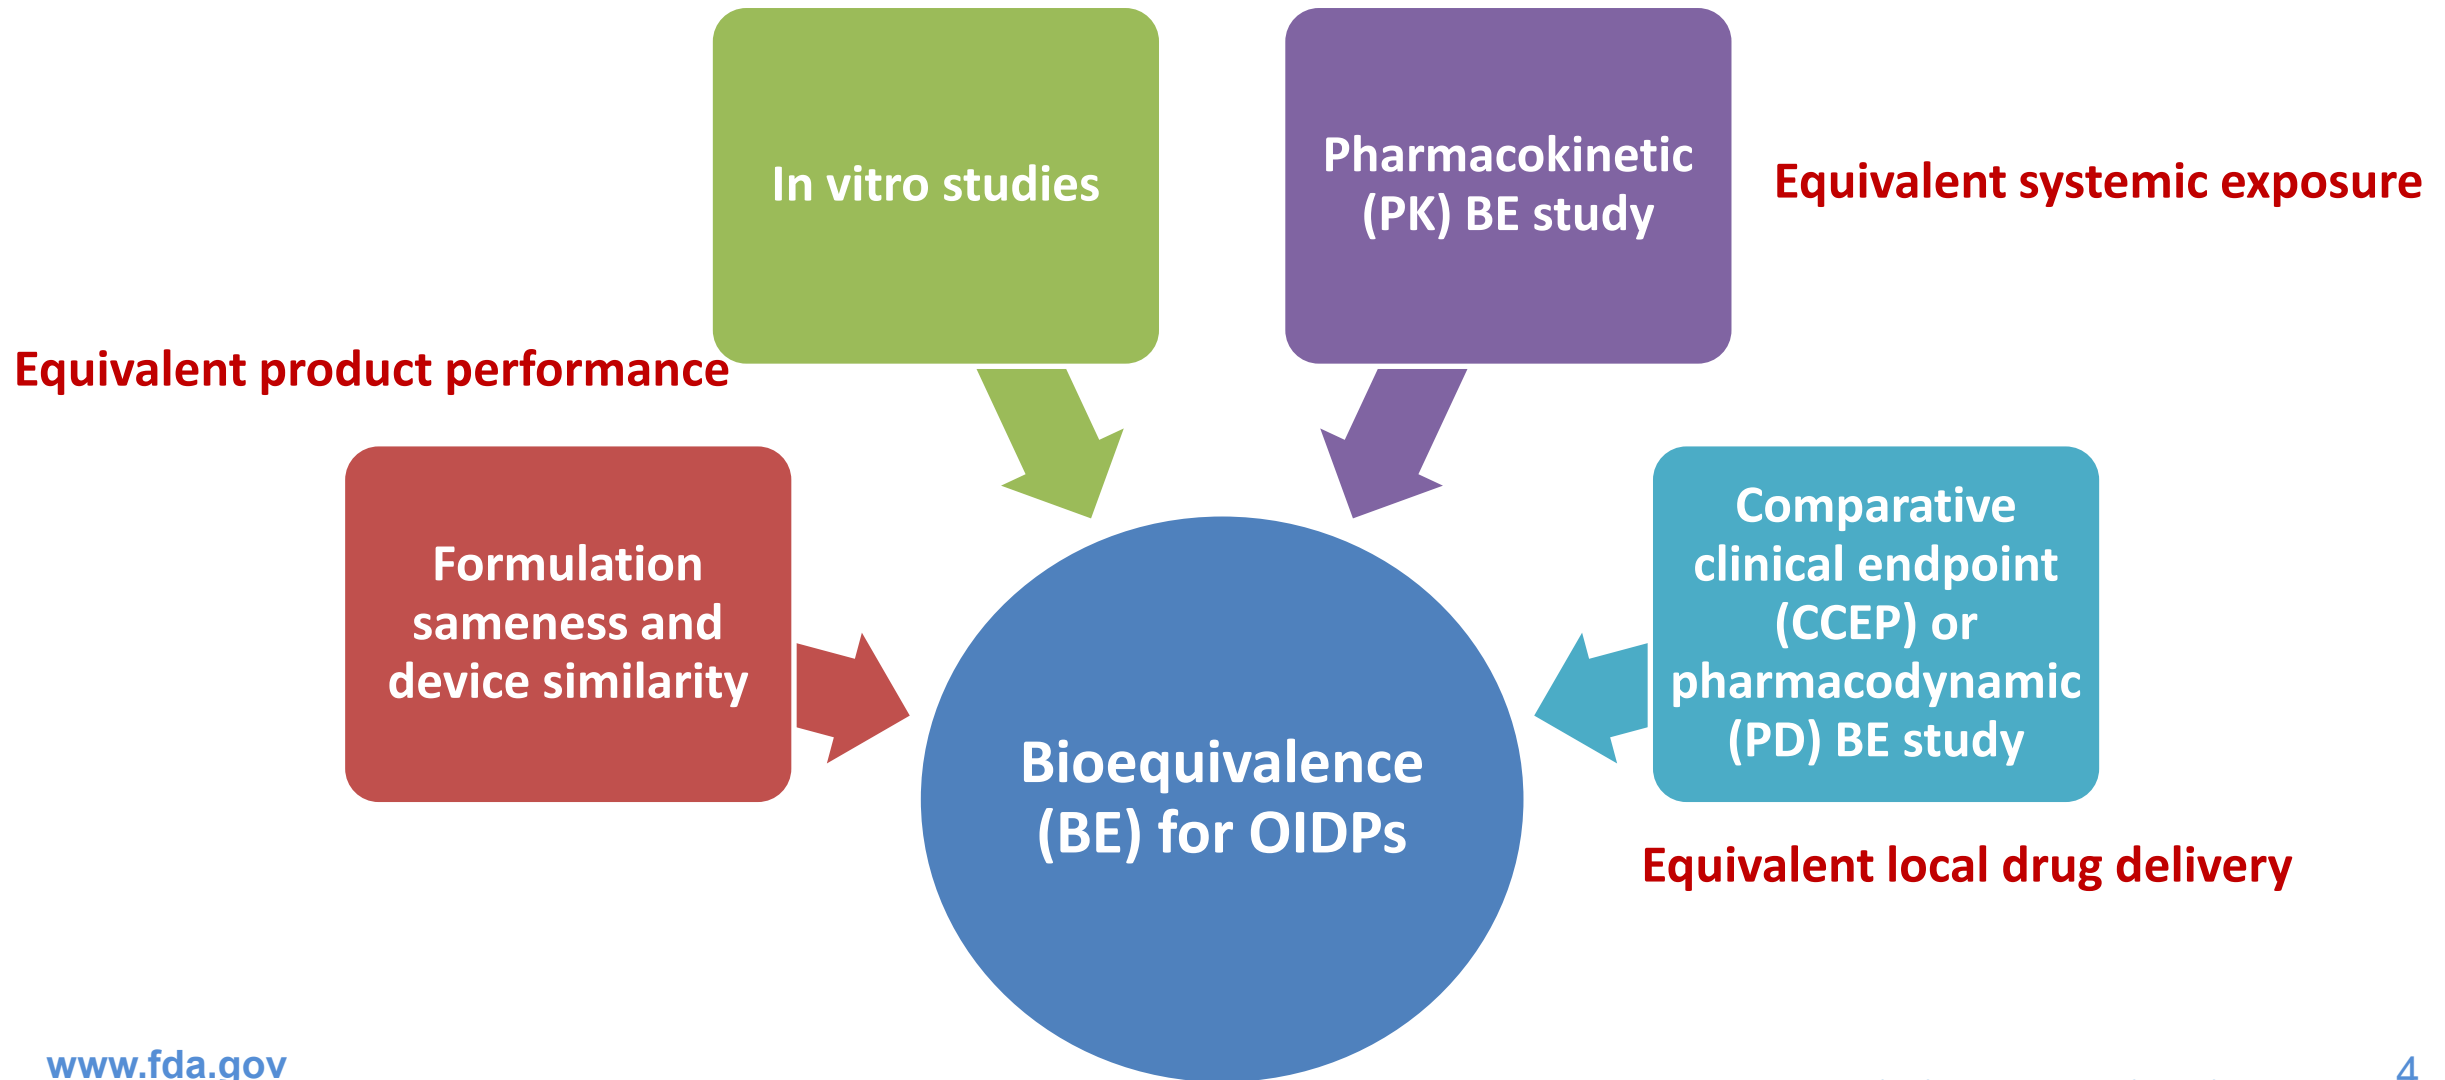 In vitro studies
Pharmacokinetic
(PK) BE study
Equivalent systemic exposure
Equivalent product performance
Formulation
sameness and
device similarity
Comparative
clinical endpoint
(CCEP) or
pharmacodynamic
(PD) BE study
Bioequivalence
(BE) for OIDPs
Equivalent local drug delivery
www.fda.gov
4